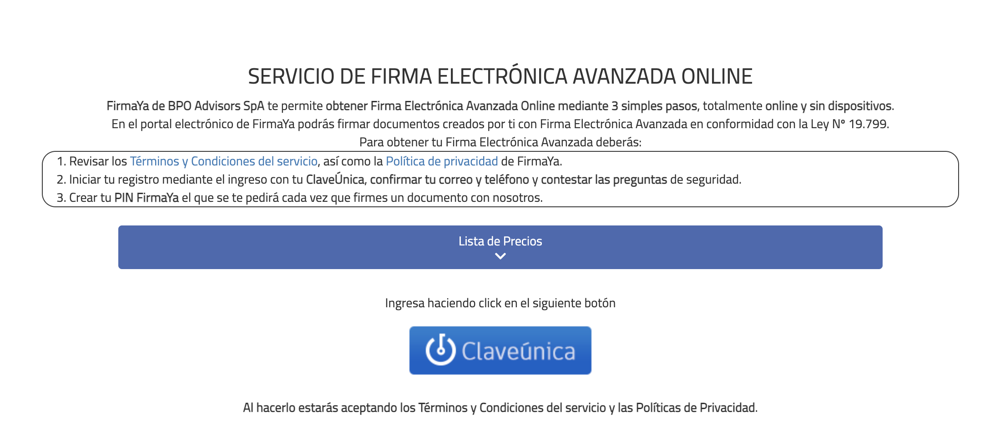 SERVICIO DE FIRMA ELECTRÓNICA AVANZADA ONLINE
FirmaYa de BPO Advisors SpA te permite obtener Firma Electrónica Avanzada Online mediante 3 simples pasos, totalmente online y sin dispositivos.
En el portal electrónico de FirmaYa podrás firmar documentos creados por ti con Firma Electrónica Avanzada en conformidad con la Ley Nº 19.799.
Para obtener tu Firma Electrónica Avanzada deberás:
1. Revisar los Términos y Condiciones del servicio, así como la Política de privacidad de FirmaYa.
2. Iniciar tu registro mediante el ingreso con tu ClaveÚnica, confirmar tu correo y teléfono y contestar las preguntas de seguridad.
3. Crear tu PIN FirmaYa el que se te pedirá cada vez que firmes un documento con nosotros.
Lista de Precios
Ingresa haciendo click en el siguiente botón
Claveúnica
Al hacerlo estarás aceptando los Términos y Condiciones del servicio y las Políticas de Privacidad.